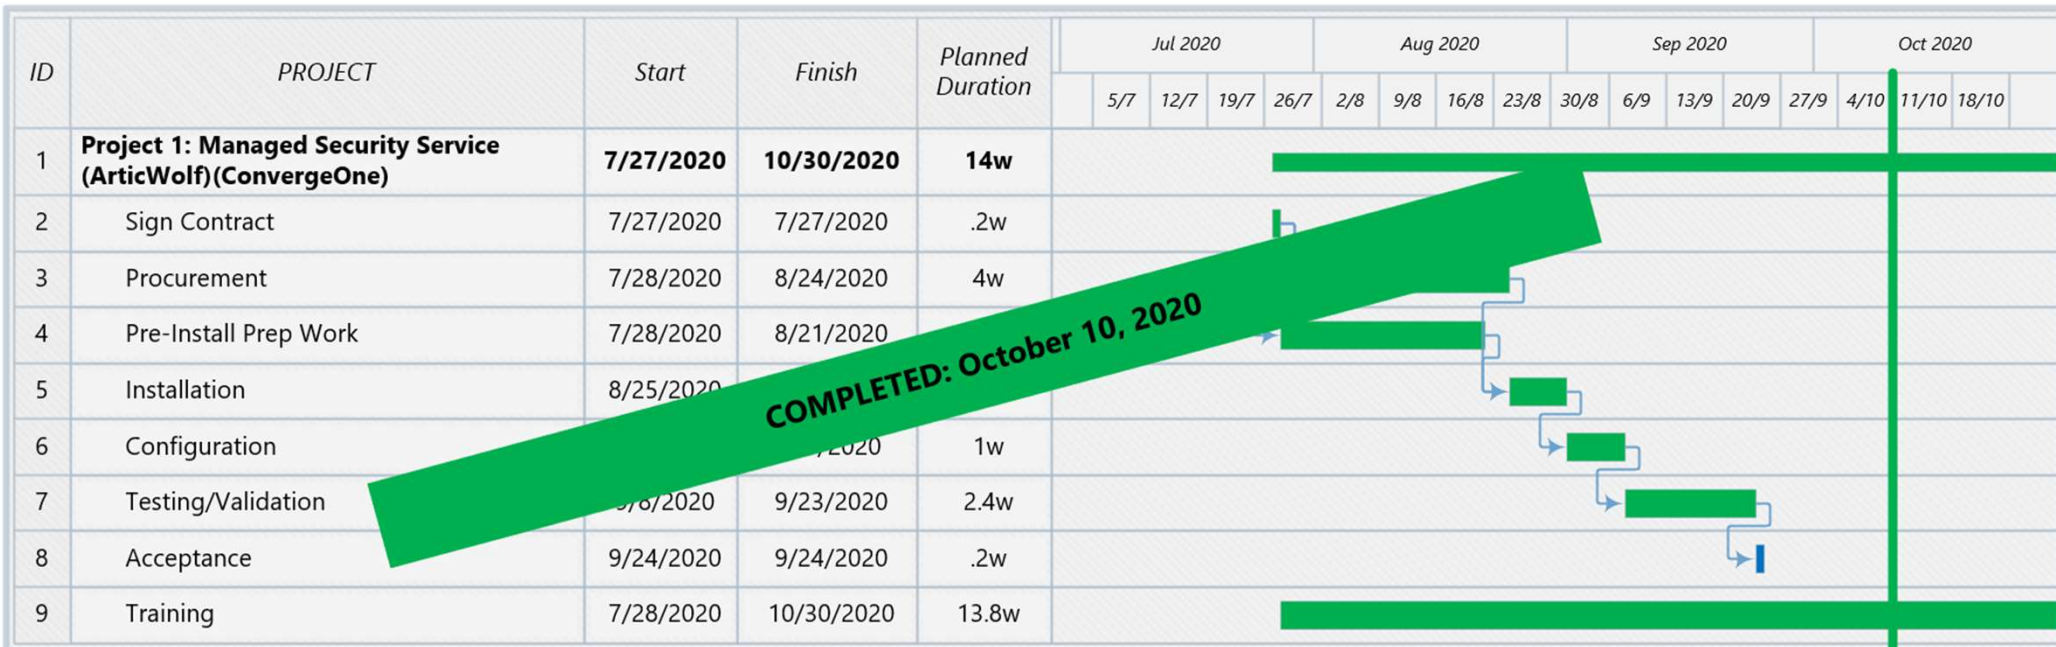 ID PROJECT Start Finish Planned Duration Jul 2020 Aug 2020 Sep 2020 Oct 2020
5/7 12/7 19/7 26/7 2/8 9/8 16/8 23/8 30/8 6/9 13/9 20/9 27/9 4/10 11/10 18/10
1 Project 1: Managed Security Service (ArticWolf)(ConvergeOne) 7/27/2020 10/30/2020 14w
2 Sign Contract 7/27/2020 7/27/2020 .2w
3 Procurement 7/28/2020 8/24/2020 4w
4 Pre-Install Prep Work 7/28/2020 8/21/2020
5 Installation 8/25/2020
6 Configuration 1w
7 Testing/Validation 9/23/2020 2.4w
8 Acceptance 9/24/2020 9/24/2020 .2w
9 Training 7/28/2020 10/30/2020 13.8w
COMPLETED: October 10, 2020